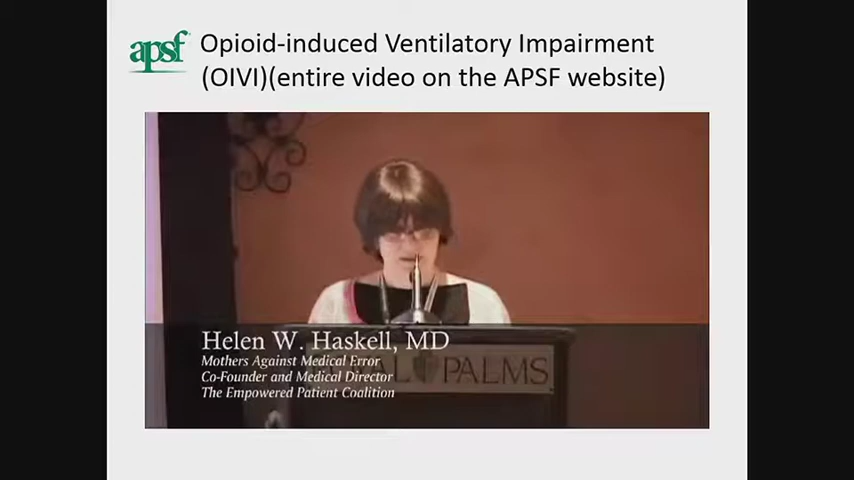 apsf
Opioid-induced Ventilatory Impairment
(OIVI)(entire video on the APSF website)
Helen W. Haskell, MD
Mothers Against Medical Error
Co-Founder and Medical Director
The Empowered Patient Coalition
PALMS